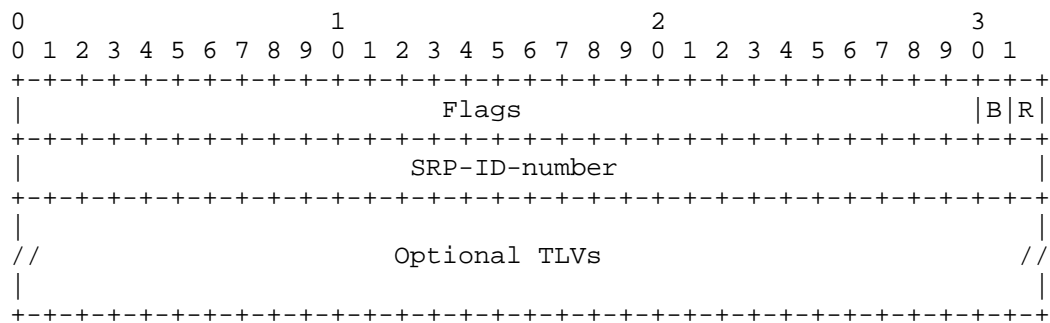 0                   1                   2                   3
0 1 2 3 4 5 6 7 8 9 0 1 2 3 4 5 6 7 8 9 0 1 2 3 4 5 6 7 8 9 0 1
+-+-+-+-+-+-+-+-+-+-+-+-+-+-+-+-+-+-+-+-+-+-+-+-+-+-+-+-+-+-+-+-+
|                          Flags                            |B|R|
+-+-+-+-+-+-+-+-+-+-+-+-+-+-+-+-+-+-+-+-+-+-+-+-+-+-+-+-+-+-+-+-+
|                        SRP-ID-number                          |
+-+-+-+-+-+-+-+-+-+-+-+-+-+-+-+-+-+-+-+-+-+-+-+-+-+-+-+-+-+-+-+-+
|                                                               |
//                      Optional TLVs                          //
|                                                               |
+-+-+-+-+-+-+-+-+-+-+-+-+-+-+-+-+-+-+-+-+-+-+-+-+-+-+-+-+-+-+-+-+